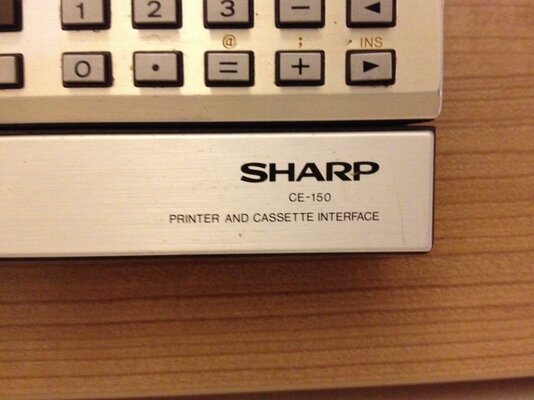 1 2 3 − ◄
@ ; INS
0 • = + ►
SHARP
CE-150
PRINTER AND CASSETTE INTERFACE